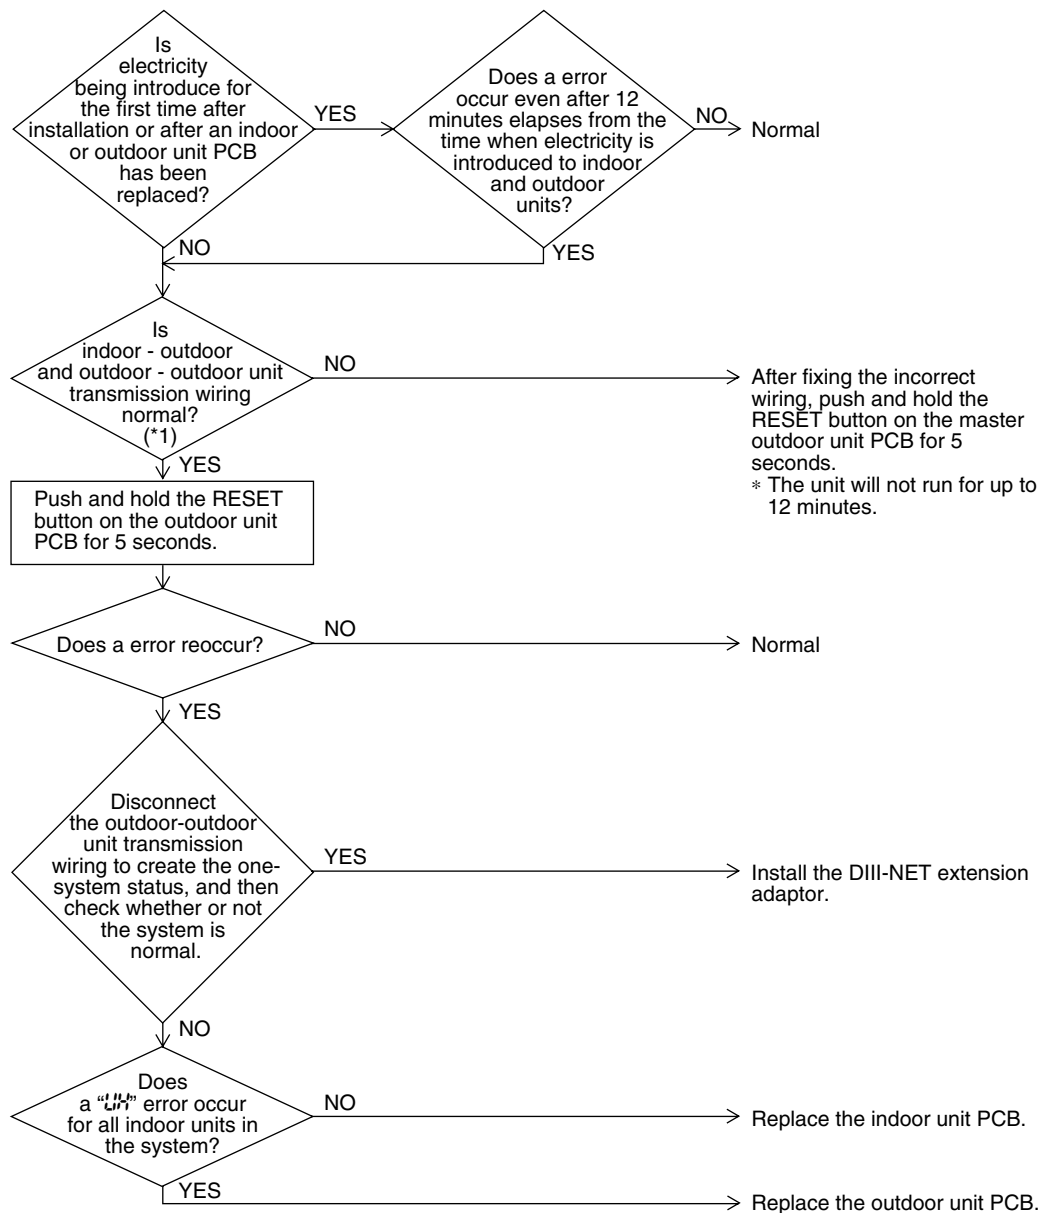 Is
electricity
being introduce for
the first time after
installation or after an indoor
or outdoor unit PCB
has been
replaced?
YES
Does a error
occur even after 12
minutes elapses from the
time when electricity is
introduced to indoor
and outdoor
units?
NO
Normal
NO
YES
Is
indoor - outdoor
and outdoor - outdoor unit
transmission wiring
normal?
(*1)
NO
After fixing the incorrect
wiring, push and hold the
RESET button on the master
outdoor unit PCB for 5
seconds.
* The unit will not run for up to
12 minutes.
YES
Push and hold the RESET
button on the outdoor unit
PCB for 5 seconds.
Does a error reoccur?
NO
Normal
YES
Disconnect
the outdoor-outdoor
unit transmission
wiring to create the one-
system status, and then
check whether or not
the system is
normal.
YES
Install the DIII-NET extension
adaptor.
NO
Does
a “UH” error occur
for all indoor units in
the system?
NO
Replace the indoor unit PCB.
YES
Replace the outdoor unit PCB.